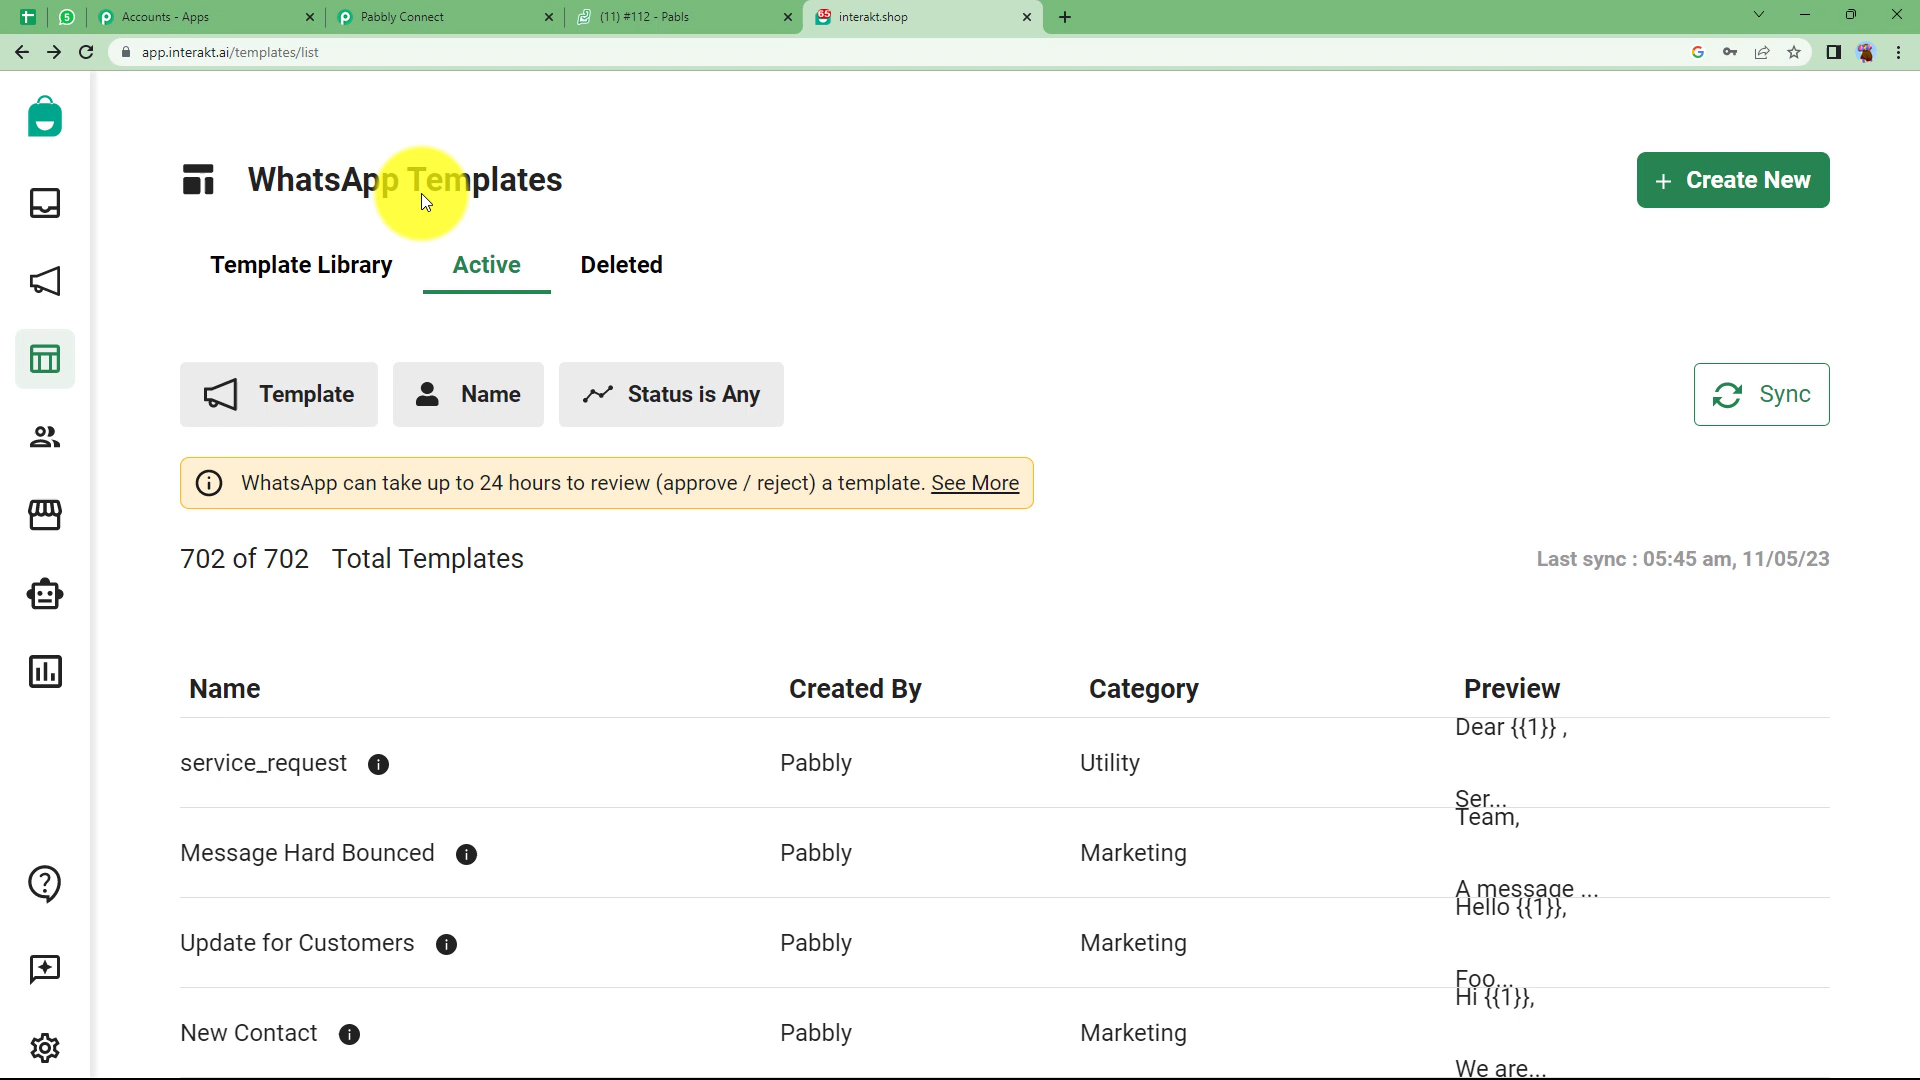 Accounts - Apps
Pabbly Connect
(11) #112 - Pabls
65
interakt.shop
app.interakt.ai/templates/list
WhatsApp Templates
+ Create New
Template Library
Active
Deleted
Template
Name
Status is Any
Sync
WhatsApp can take up to 24 hours to review (approve / reject) a template. See More
702 of 702 Total Templates
Last sync : 05:45 am, 11/05/23
Name
Created By
Category
Preview
service_request
Pabbly
Utility
Dear {{1}} ,
Ser...
Message Hard Bounced
Pabbly
Marketing
Team,
A message ...
Update for Customers
Pabbly
Marketing
Hello {{1}},
Foo...
New Contact
Pabbly
Marketing
Hi {{1}},
We are...